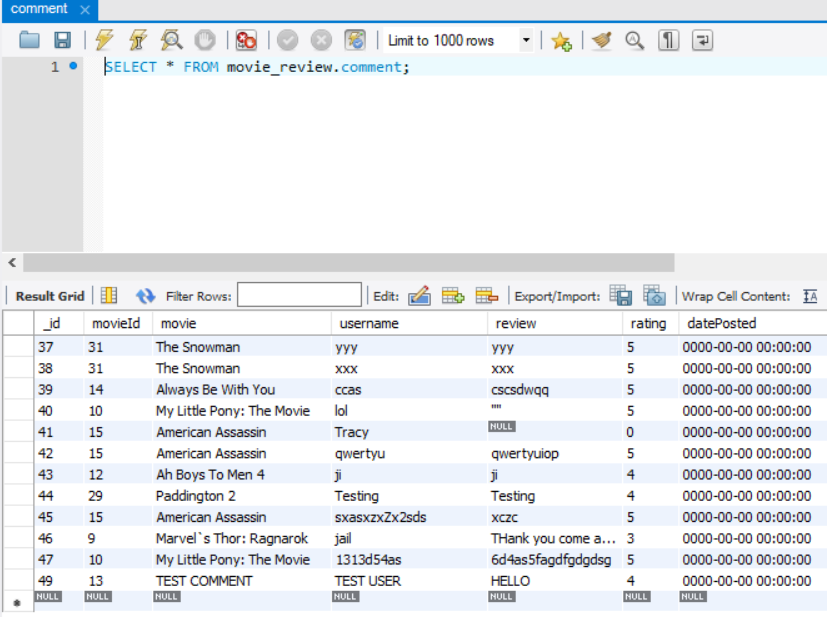 comment ×
Limit to 1000 rows
1 SELECT * FROM movie_review.comment;
Result Grid Filter Rows: Edit: Export/Import: Wrap Cell Content: IA
_id movieId movie username review rating datePosted
37 31 The Snowman yyy yyy 5 0000-00-00 00:00:00
38 31 The Snowman xxx xxx 5 0000-00-00 00:00:00
39 14 Always Be With You ccas cscsdwqq 5 0000-00-00 00:00:00
40 10 My Little Pony: The Movie lol "" 5 0000-00-00 00:00:00
41 15 American Assassin Tracy NULL 0 0000-00-00 00:00:00
42 15 American Assassin qwertyu qwertyuiop 5 0000-00-00 00:00:00
43 12 Ah Boys To Men 4 ji ji 4 0000-00-00 00:00:00
44 29 Paddington 2 Testing Testing 4 0000-00-00 00:00:00
45 15 American Assassin sxasxzxZx2sds xczc 5 0000-00-00 00:00:00
46 9 Marvel`s Thor: Ragnarok jail THank you come a... 3 0000-00-00 00:00:00
47 10 My Little Pony: The Movie 1313d54as 6d4as5fagdfgdgdsg 5 0000-00-00 00:00:00
49 13 TEST COMMENT TEST USER HELLO 4 0000-00-00 00:00:00
* NULL NULL NULL NULL NULL NULL NULL